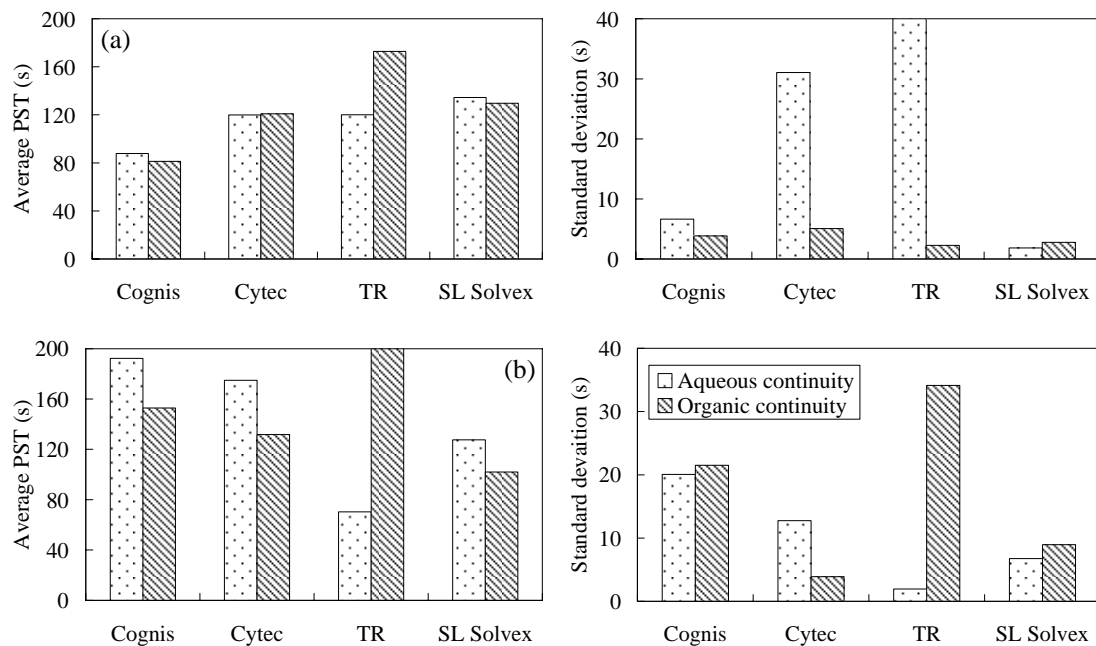 (a)
Average PST (s)
200
160
120
80
40
0
Cognis Cytec TR SL Solvex
Standard deviation (s)
40
30
20
10
0
Cognis Cytec TR SL Solvex
(b)
Average PST (s)
200
160
120
80
40
0
Cognis Cytec TR SL Solvex
Standard devaition (s)
40
30
20
10
0
Aqueous continuity
Organic continuity
Cognis Cytec TR SL Solvex